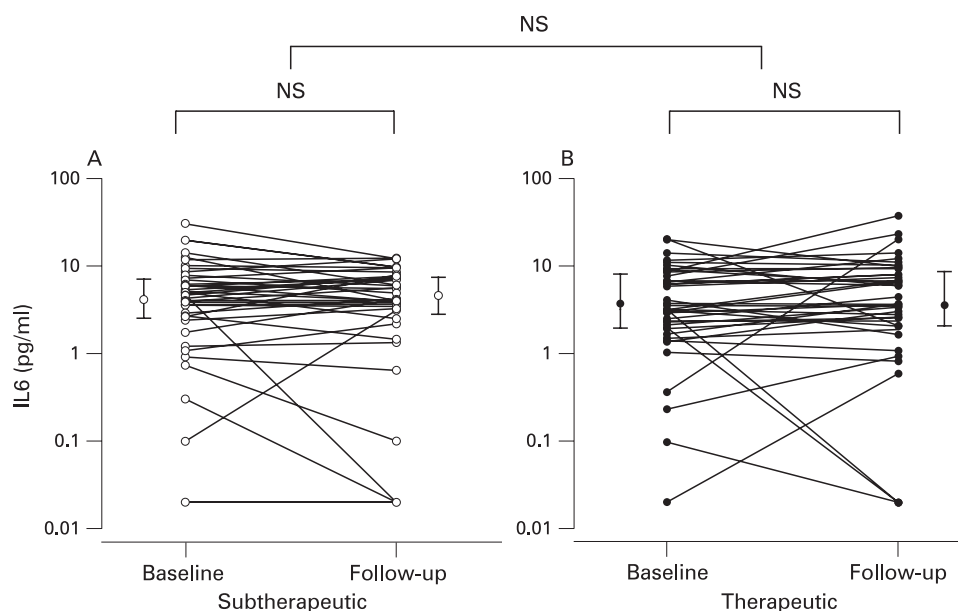 NS
NS
NS
A
B
100
10
1
0.1
0.01
IL6 (pg/ml)
Baseline
Follow-up
Subtherapeutic
100
10
1
0.1
0.01
Baseline
Follow-up
Therapeutic